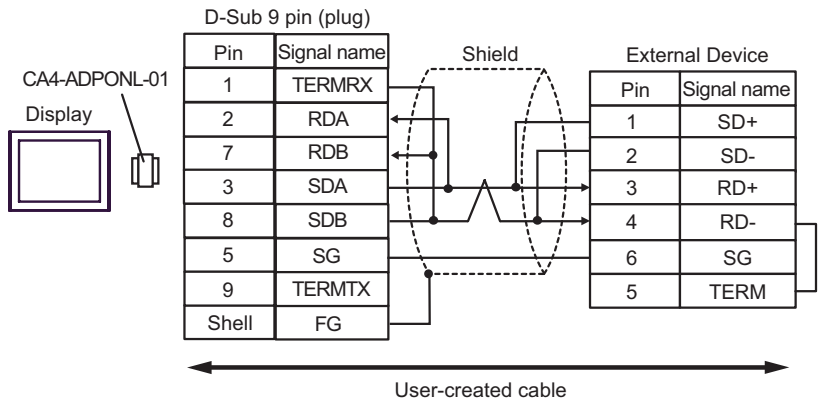 D-Sub 9 pin (plug)
Pin Signal name
1 TERMRX
2 RDA
7 RDB
3 SDA
8 SDB
5 SG
9 TERMTX
Shell FG
CA4-ADPONL-01
Display
Shield
External Device
Pin Signal name
1 SD+
2 SD-
3 RD+
4 RD-
6 SG
5 TERM
User-created cable